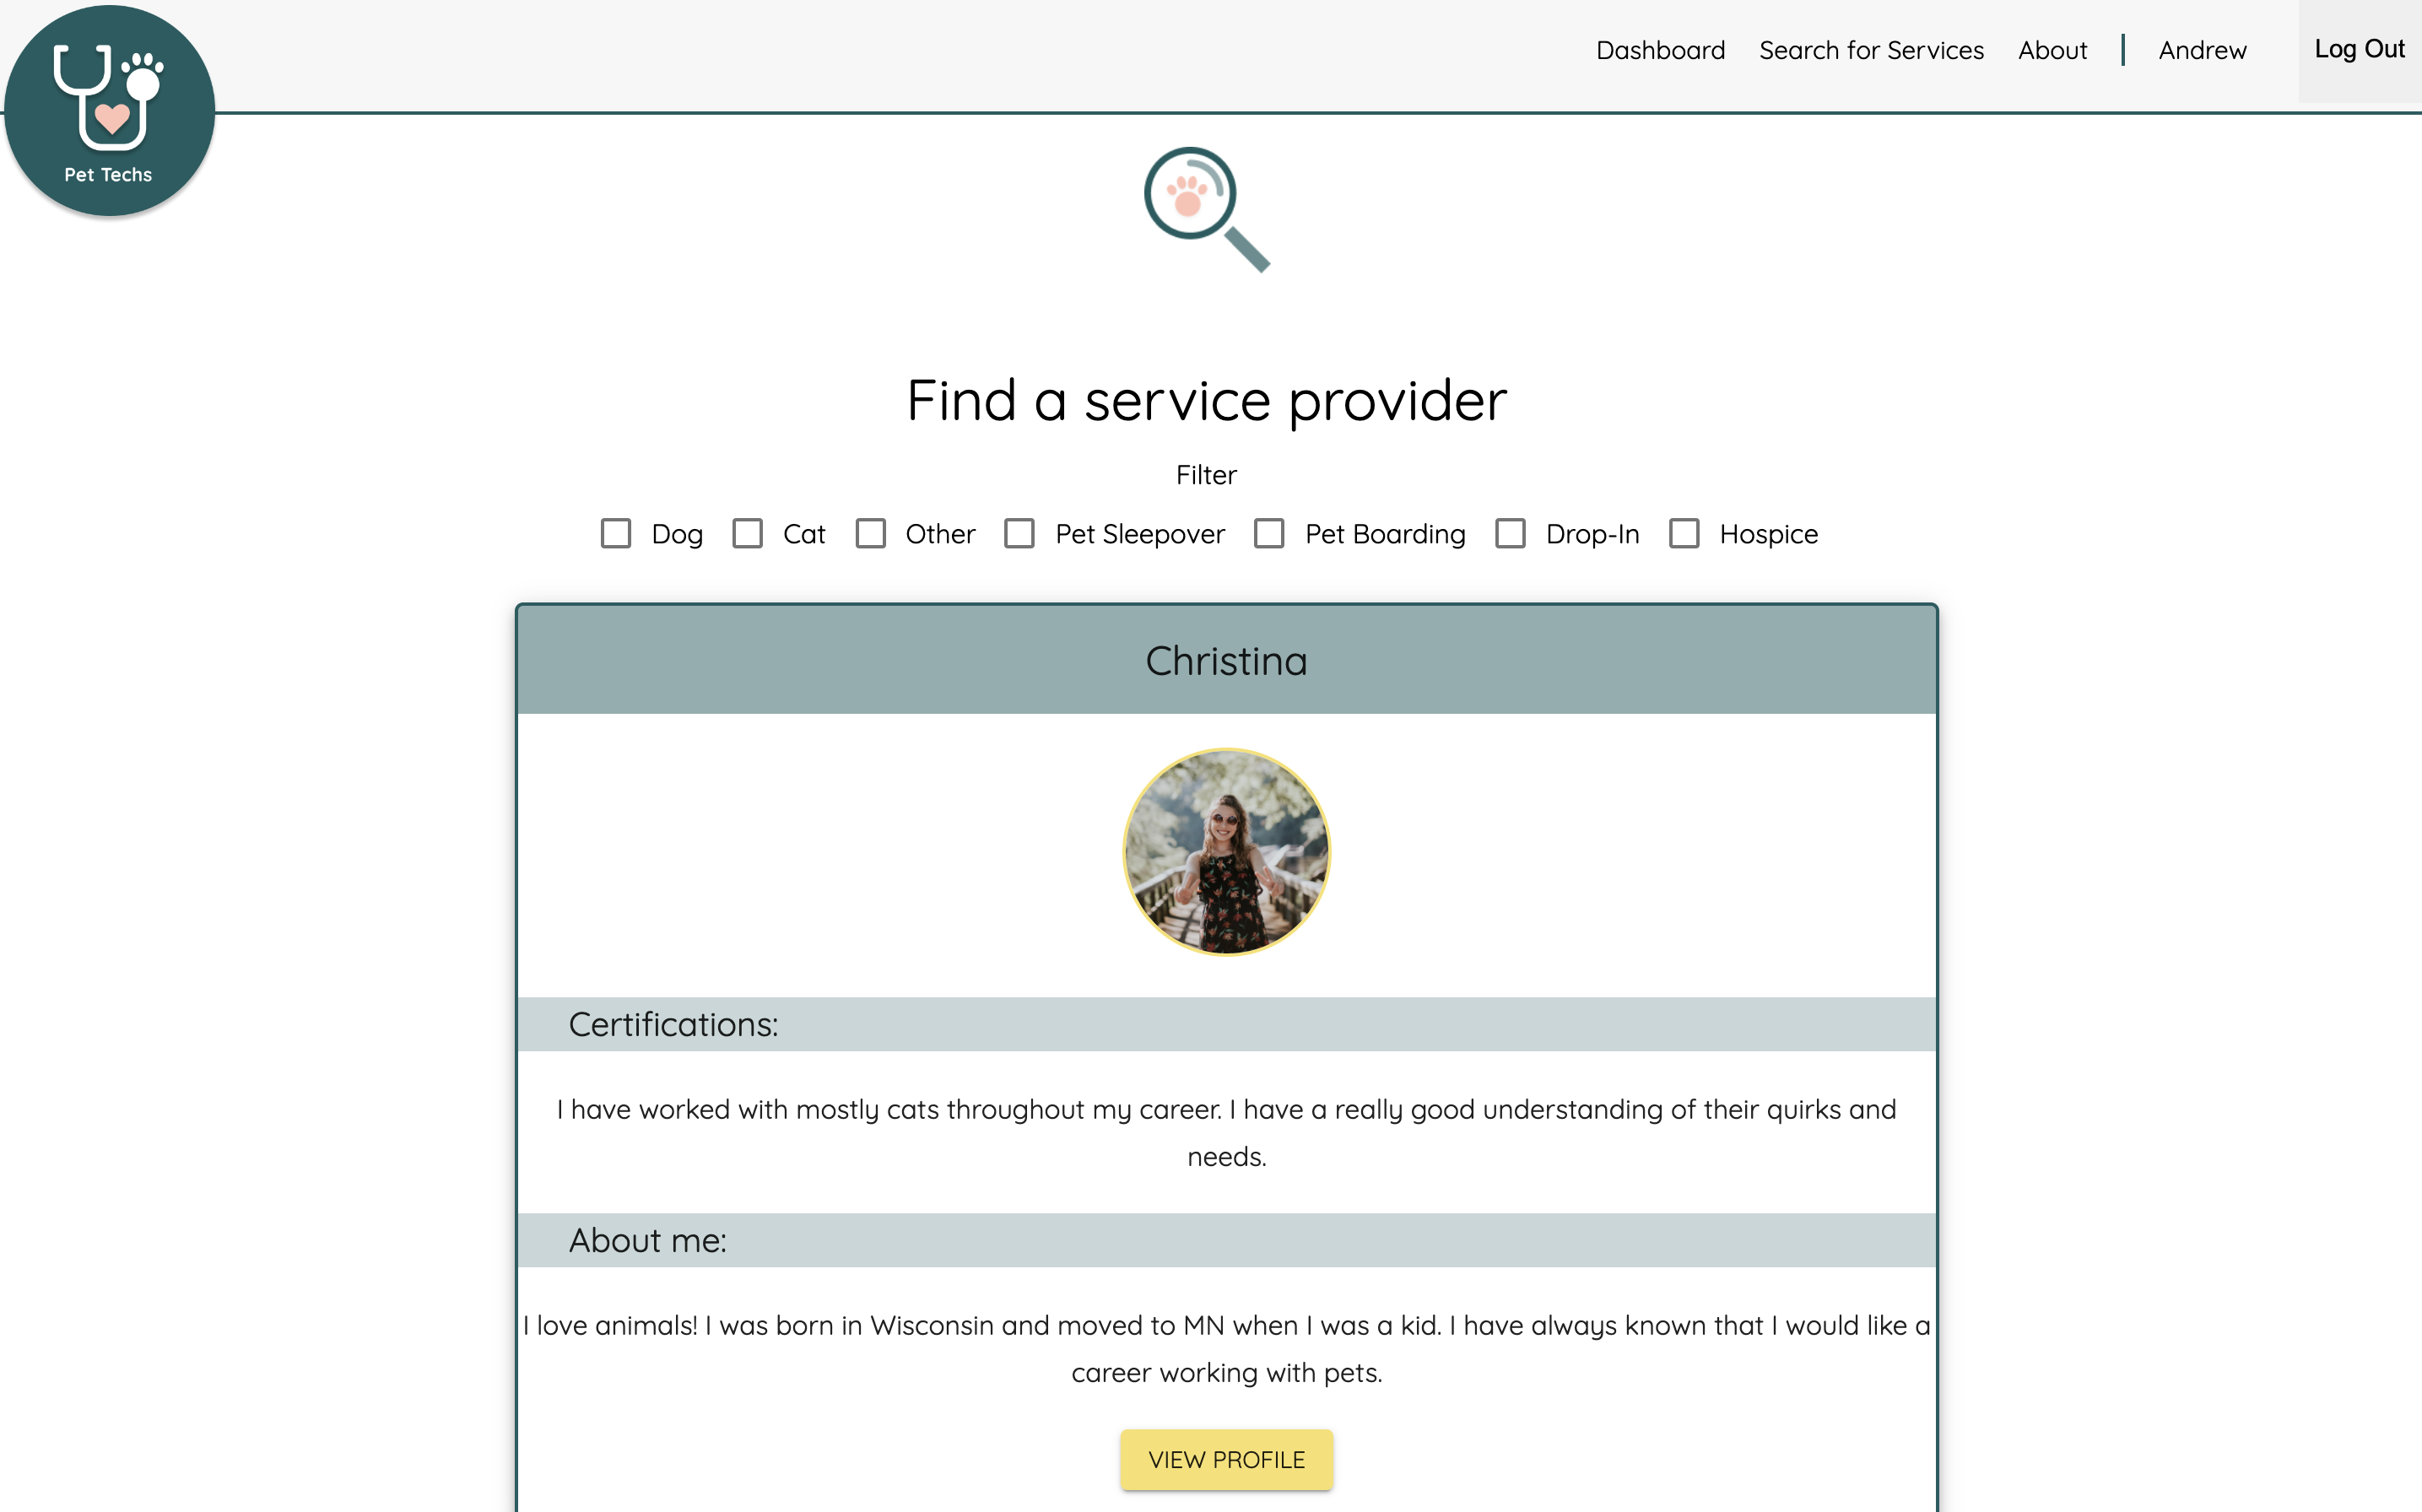 Pet Techs
Dashboard Search for Services About Andrew Log Out
Find a service provider
Filter
Dog Cat Other Pet Sleepover Pet Boarding Drop-In Hospice
Christina
Certifications:
I have worked with mostly cats throughout my career. I have a really good understanding of their quirks and
needs.
About me:
I love animals! I was born in Wisconsin and moved to MN when I was a kid. I have always known that I would like a
career working with pets.
VIEW PROFILE